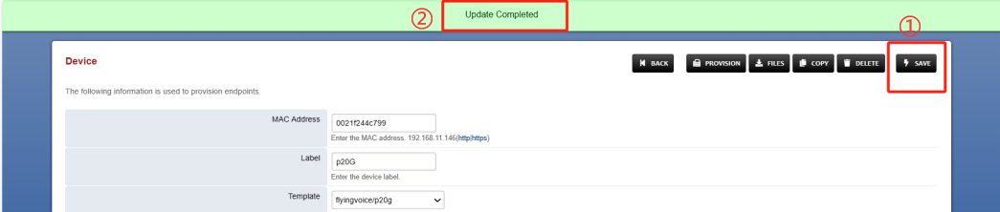 ② Update Completed
①
Device
BACK PROVISION FILES COPY DELETE SAVE
The following information is used to provision endpoints.
MAC Address 0021f244c799
Enter the MAC address. 192.168.11.146(http|https)
Label p20G
Enter the device label.
Template flyingvoice/p20g